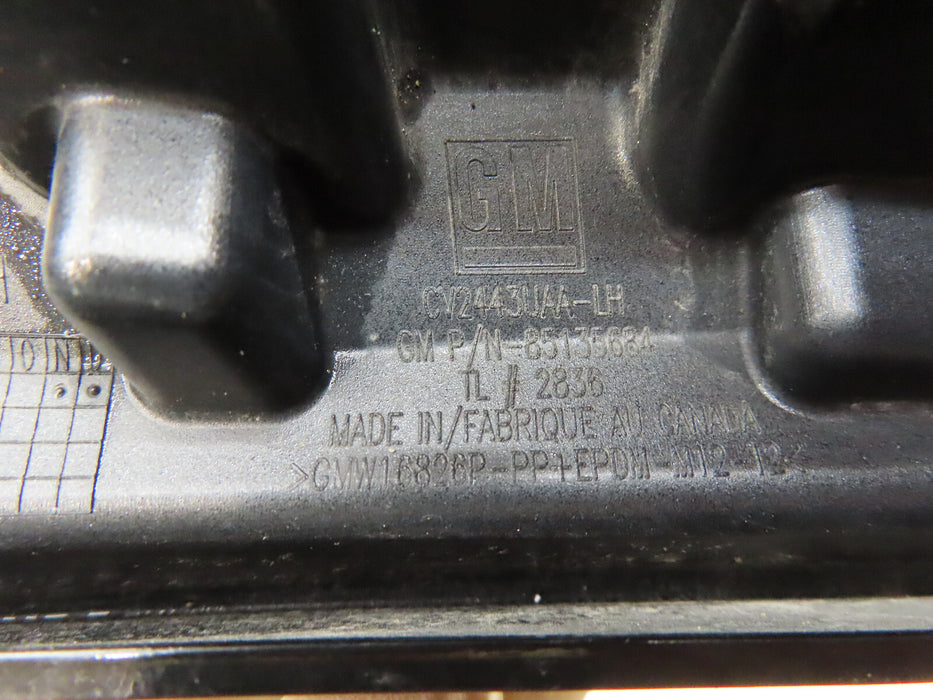 GM
CV2443UAA-LH
GM P/N-85135684
TL # 2836
MADE IN/FABRIQUE AU CANADA
>GMW16826P-PP+EPDM-M12-12<